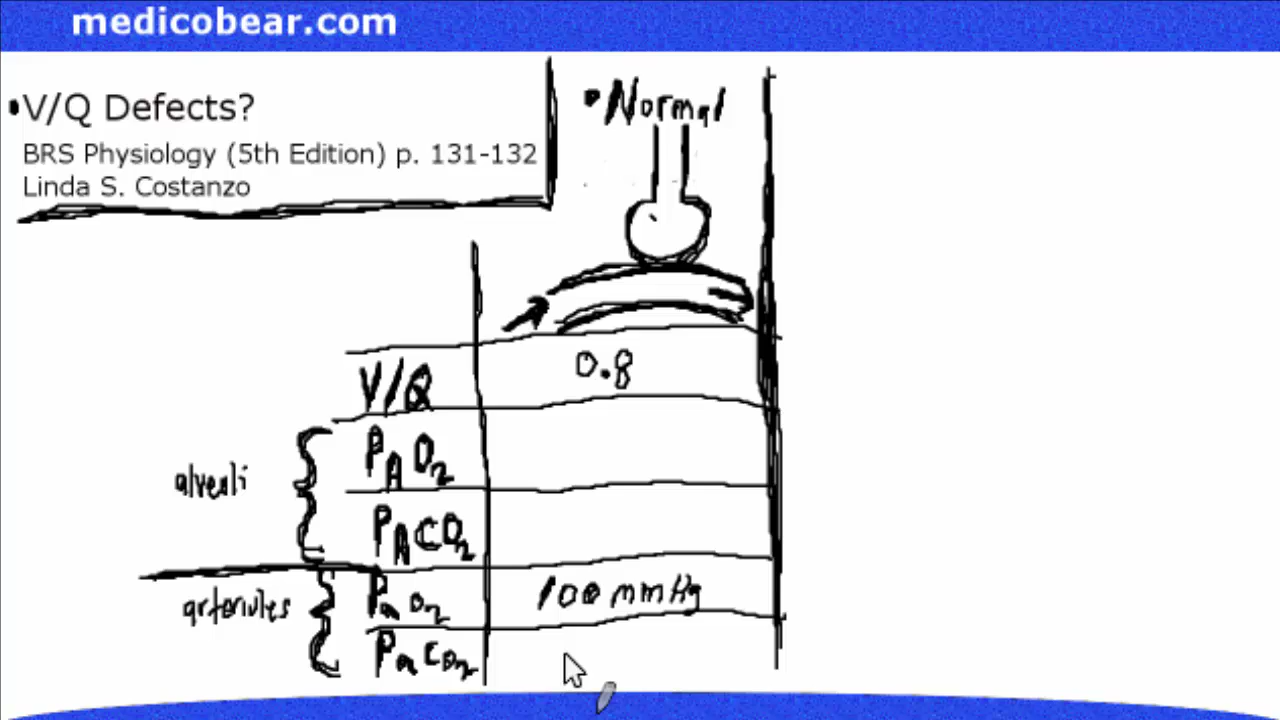 medicobear.com
•V/Q Defects?
BRS Physiology (5th Edition) p. 131-132
Linda S. Costanzo
•Normal
V/Q 0.8
alveoli
PAO2
PACO2
arterioles
PaO2 100 mmHg
PaCO2